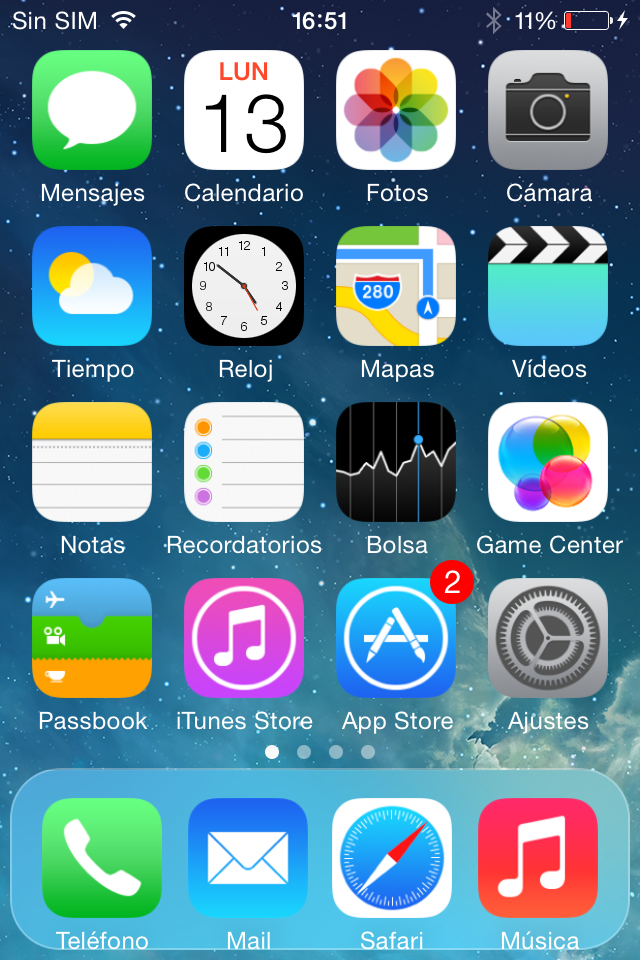 Sin SIM 16:51 11%
LUN
13
Mensajes Calendario Fotos Cámara
12
11 1
10 2
9 3
8 4
7 5
6
280
Tiempo Reloj Mapas Vídeos
Notas Recordatorios Bolsa Game Center
2
Passbook iTunes Store App Store Ajustes
Teléfono Mail Safari Música